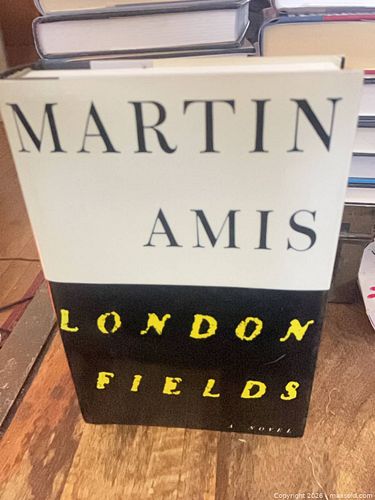 MARTIN
AMIS
LONDON
FIELDS
A NOVEL
Copyright 2026 | maxsold.com